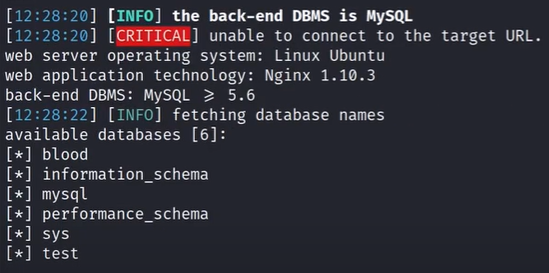 [12:28:20] [INFO] the back-end DBMS is MySQL
[12:28:20] [CRITICAL] unable to connect to the target URL.
web server operating system: Linux Ubuntu
web application technology: Nginx 1.10.3
back-end DBMS: MySQL ≥ 5.6
[12:28:22] [INFO] fetching database names
available databases [6]:
[*] blood
[*] information_schema
[*] mysql
[*] performance_schema
[*] sys
[*] test